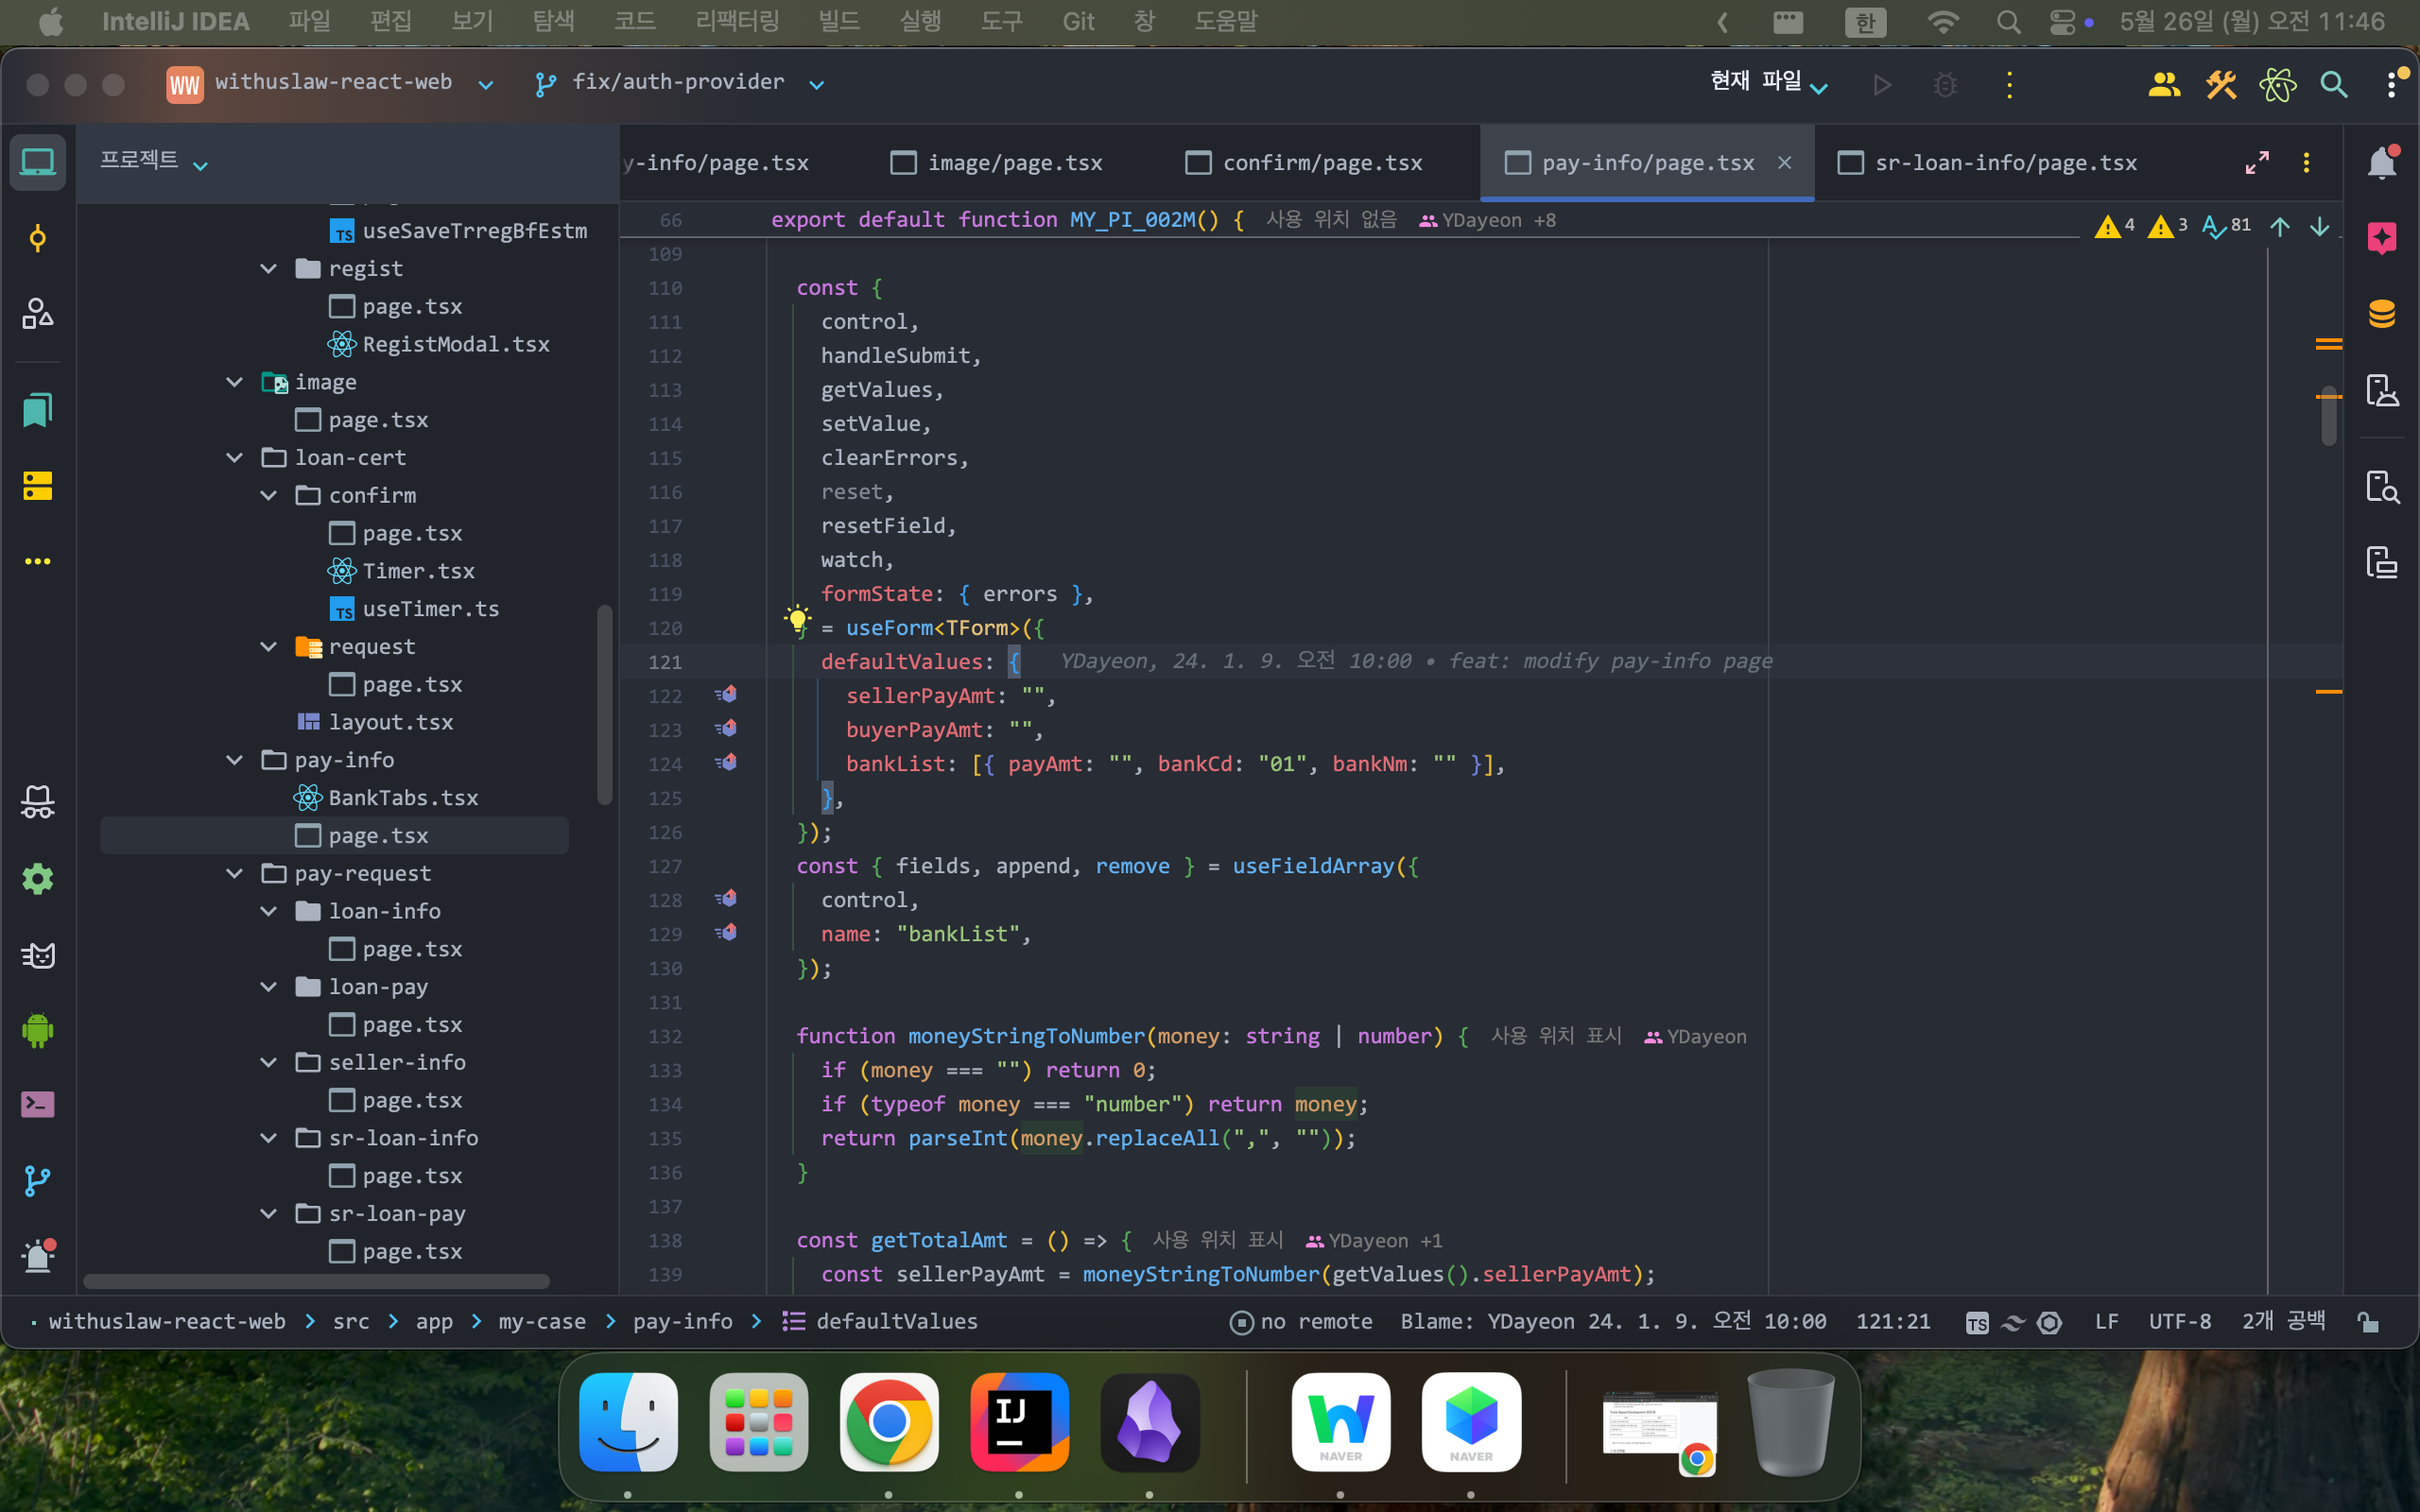 IntelliJ IDEA 파일 편집 보기 탐색 코드 리팩터링 빌드 실행 도구 Git 창 도움말 한 5월 26일 (월) 오전 11:46
WW withuslaw-react-web fix/auth-provider 현재 파일
프로젝트
y-info/page.tsx image/page.tsx confirm/page.tsx pay-info/page.tsx sr-loan-info/page.tsx
useSaveTrregBfEstm
regist
page.tsx
RegistModal.tsx
image
page.tsx
loan-cert
confirm
page.tsx
Timer.tsx
useTimer.ts
request
page.tsx
layout.tsx
pay-info
BankTabs.tsx
page.tsx
pay-request
loan-info
page.tsx
loan-pay
page.tsx
seller-info
page.tsx
sr-loan-info
page.tsx
sr-loan-pay
page.tsx
66 export default function MY_PI_002M() { 사용 위치 없음 YDayeon +8
4 3 81
109
110 const {
111 control,
112 handleSubmit,
113 getValues,
114 setValue,
115 clearErrors,
116 reset,
117 resetField,
118 watch,
119 formState: { errors },
120 } = useForm<TForm>({
121 defaultValues: { YDayeon, 24. 1. 9. 오전 10:00 • feat: modify pay-info page
122 sellerPayAmt: "",
123 buyerPayAmt: "",
124 bankList: [{ payAmt: "", bankCd: "01", bankNm: "" }],
125 },
126 });
127 const { fields, append, remove } = useFieldArray({
128 control,
129 name: "bankList",
130 });
131
132 function moneyStringToNumber(money: string | number) { 사용 위치 표시 YDayeon
133 if (money === "") return 0;
134 if (typeof money === "number") return money;
135 return parseInt(money.replaceAll(",", ""));
136 }
137
138 const getTotalAmt = () => { 사용 위치 표시 YDayeon +1
139 const sellerPayAmt = moneyStringToNumber(getValues().sellerPayAmt);
withuslaw-react-web src app my-case pay-info defaultValues no remote Blame: YDayeon 24. 1. 9. 오전 10:00 121:21 TS LF UTF-8 2개 공백
IJ NAVER NAVER